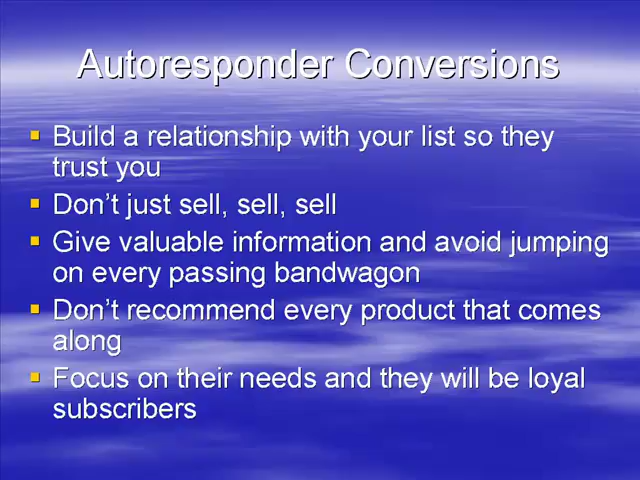 Autoresponder Conversions
Build a relationship with your list so they
trust you
Don't just sell, sell, sell
Give valuable information and avoid jumping
on every passing bandwagon
Don't recommend every product that comes
along
Focus on their needs and they will be loyal
subscribers